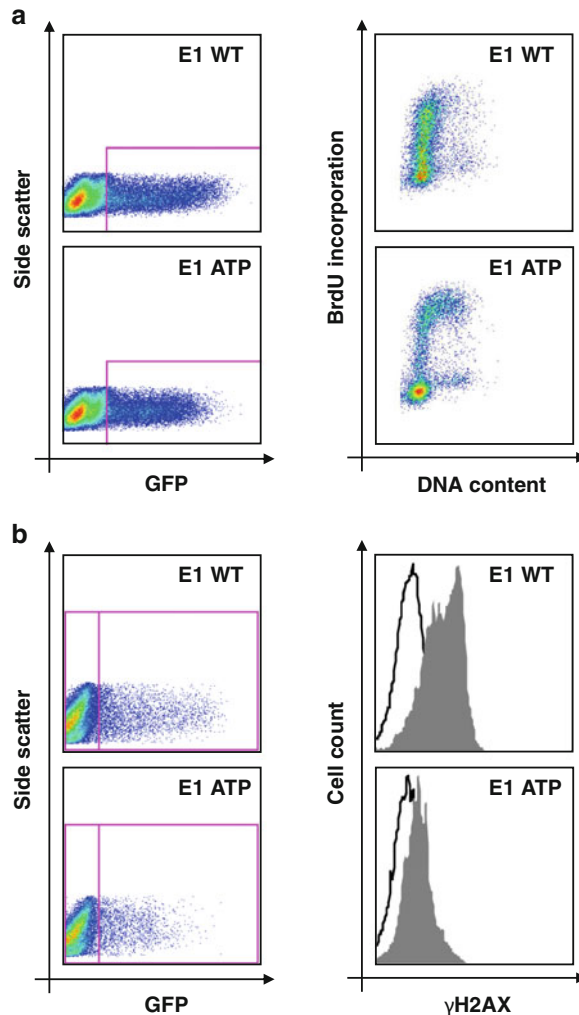 a
E1 WT
E1 WT
Side scatter
BrdU incorporation
E1 ATP
E1 ATP
GFP
DNA content
b
E1 WT
E1 WT
Side scatter
Cell count
E1 ATP
E1 ATP
GFP
γH2AX